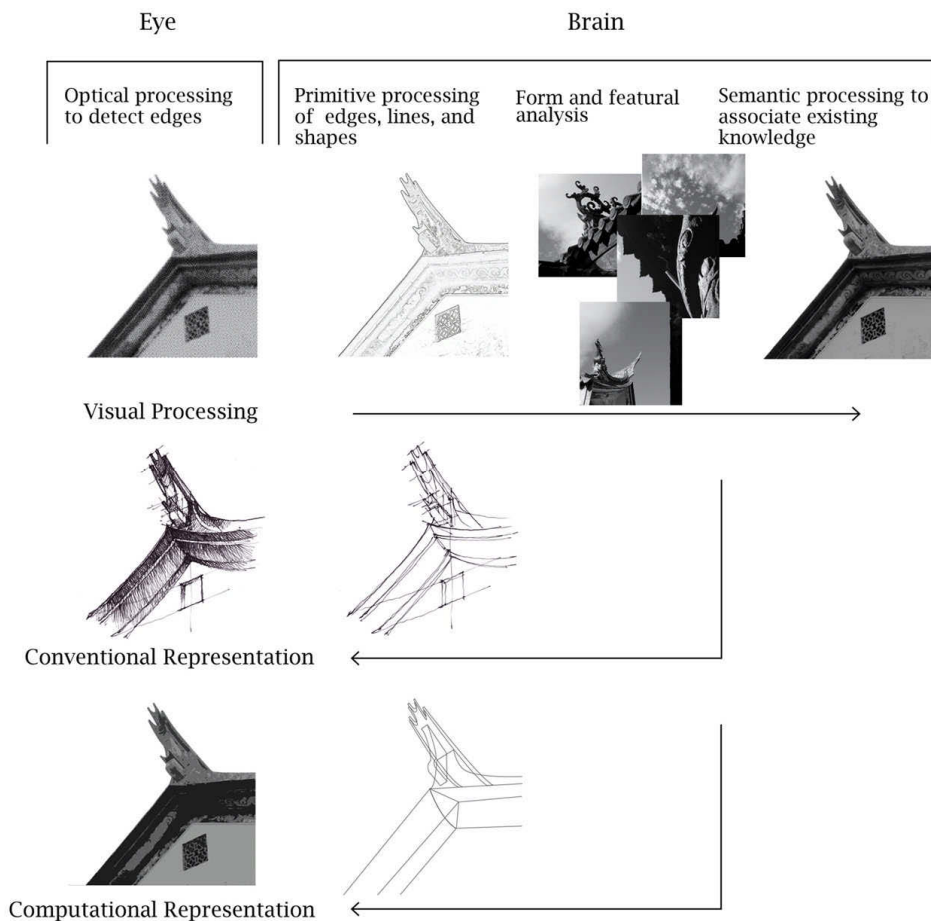 Eye
Brain
Optical processing
to detect edges
Primitive processing
of edges, lines, and
shapes
Form and featural
analysis
Semantic processing to
associate existing
knowledge
Visual Processing
Conventional Representation
Computational Representation